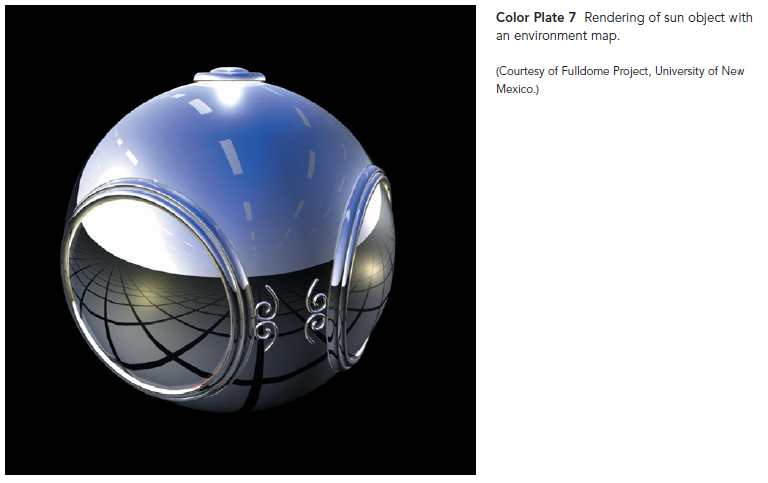 Color Plate 7 Rendering of sun object with
an environment map.
(Courtesy of Fulldome Project, University of New
Mexico.)